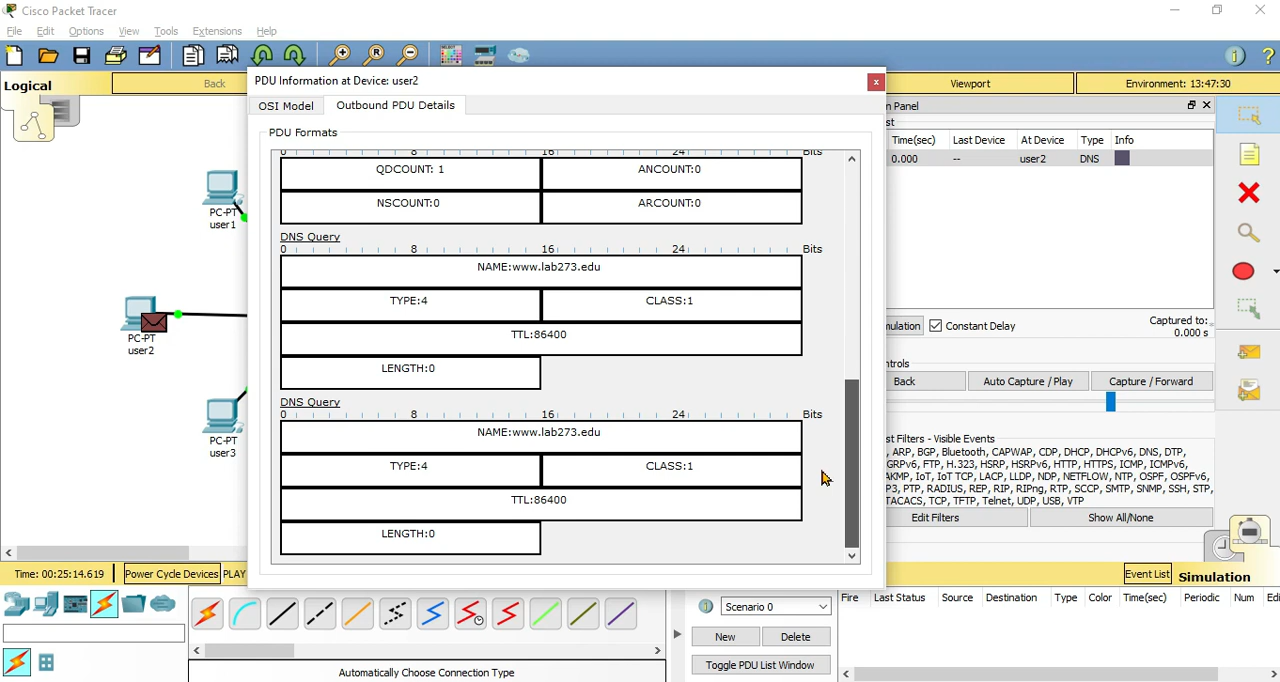 Cisco Packet Tracer
File Edit Options View Tools Extensions Help
Logical
Back
Viewport
Environment: 13:47:30
PDU Information at Device: user2
x
OSI Model
Outbound PDU Details
PDU Formats
0 8 16 24 Bits
QDCOUNT: 1
ANCOUNT:0
NSCOUNT:0
ARCOUNT:0
DNS Query
0 8 16 24 Bits
NAME:www.lab273.edu
TYPE:4
CLASS:1
TTL:86400
LENGTH:0
DNS Query
0 8 16 24 Bits
NAME:www.lab273.edu
TYPE:4
CLASS:1
TTL:86400
LENGTH:0
PC-PT
user1
PC-PT
user2
PC-PT
user3
n Panel
st
Time(sec) Last Device At Device Type Info
0.000 -- user2 DNS
nulation
Constant Delay
Captured to:
0.000 s
ntrols
Back
Auto Capture / Play
Capture / Forward
st Filters - Visible Events
, ARP, BGP, Bluetooth, CAPWAP, CDP, DHCP, DHCPv6, DNS, DTP,
GRPv6, FTP, H.323, HSRP, HSRPv6, HTTP, HTTPS, ICMP, ICMPv6,
AKMP, IoT, IoT TCP, LACP, LLDP, NDP, NETFLOW, NTP, OSPF, OSPFv6,
P3, PTP, RADIUS, REP, RIP, RIPng, RTP, SCCP, SMTP, SNMP, SSH, STP,
TACACS, TCP, TFTP, Telnet, UDP, USB, VTP
Edit Filters
Show All/None
Time: 00:25:14.619
Power Cycle Devices
PLAY
Event List
Simulation
Automatically Choose Connection Type
Scenario 0
New
Delete
Toggle PDU List Window
Fire Last Status Source Destination Type Color Time(sec) Periodic Num Edi